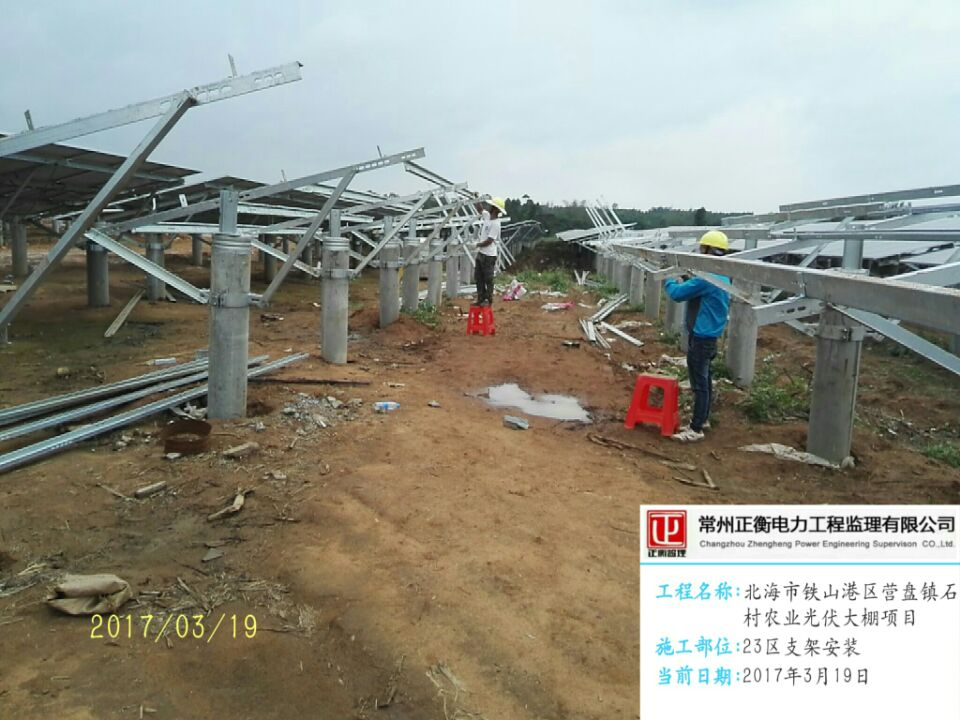 2017/03/19
正衡管理
常州正衡电力工程监理有限公司
Changzhou Zhengheng Power Engineering Supervison CO.,Ltd.
工程名称:北海市铁山港区营盘镇石
村农业光伏大棚项目
施工部位:23区支架安装
当前日期:2017年3月19日